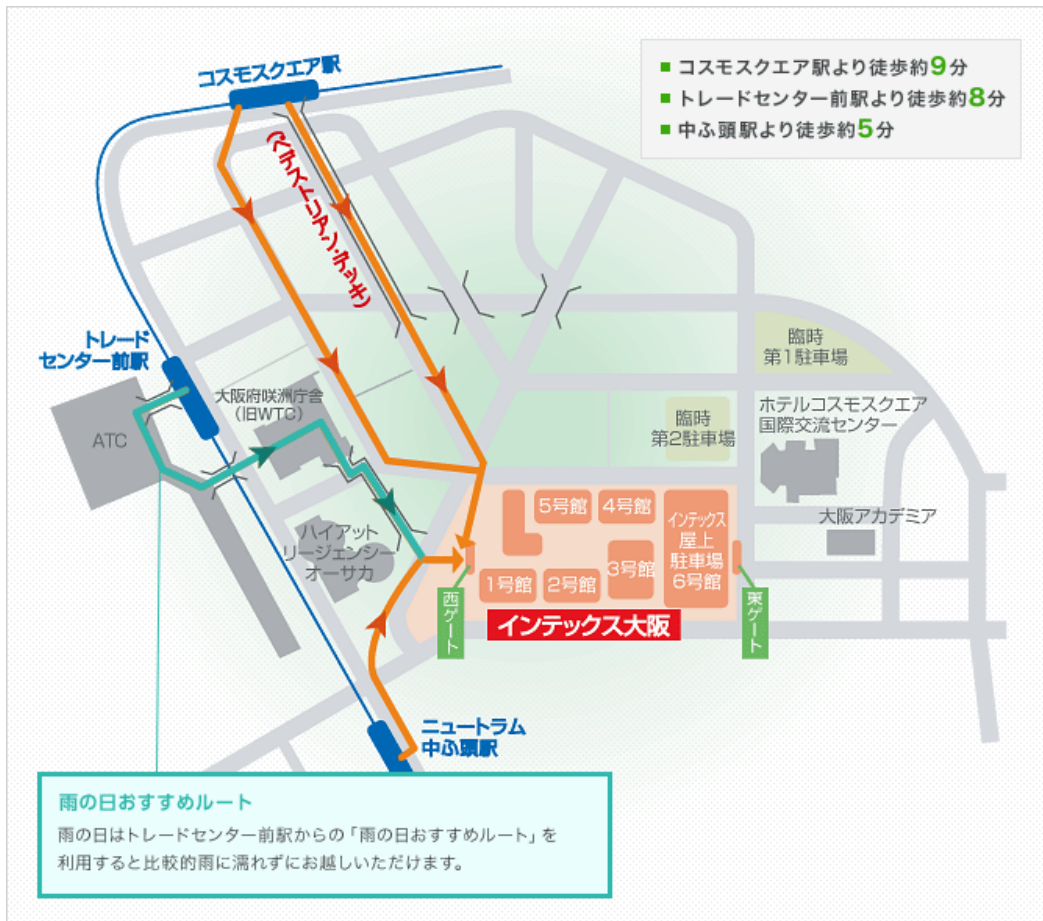 コスモスクエア駅
■ コスモスクエア駅より徒歩約9分
■ トレードセンター前駅より徒歩約8分
■ 中ふ頭駅より徒歩約5分
(ペデストリアン・デッキ)
トレード
センター前駅
大阪府咲洲庁舎
(旧WTC)
ATC
臨時
第1駐車場
臨時
第2駐車場
ホテルコスモスクエア
国際交流センター
大阪アカデミア
5号館
4号館
インテックス
屋上
駐車場
6号館
3号館
1号館
2号館
ハイアット
リージェンシー
オーサカ
西ゲート
東ゲート
インテックス大阪
ニュートラム
中ふ頭駅
雨の日おすすめルート
雨の日はトレードセンター前駅からの「雨の日おすすめルート」を
利用すると比較的雨に濡れずにお越しいただけます。